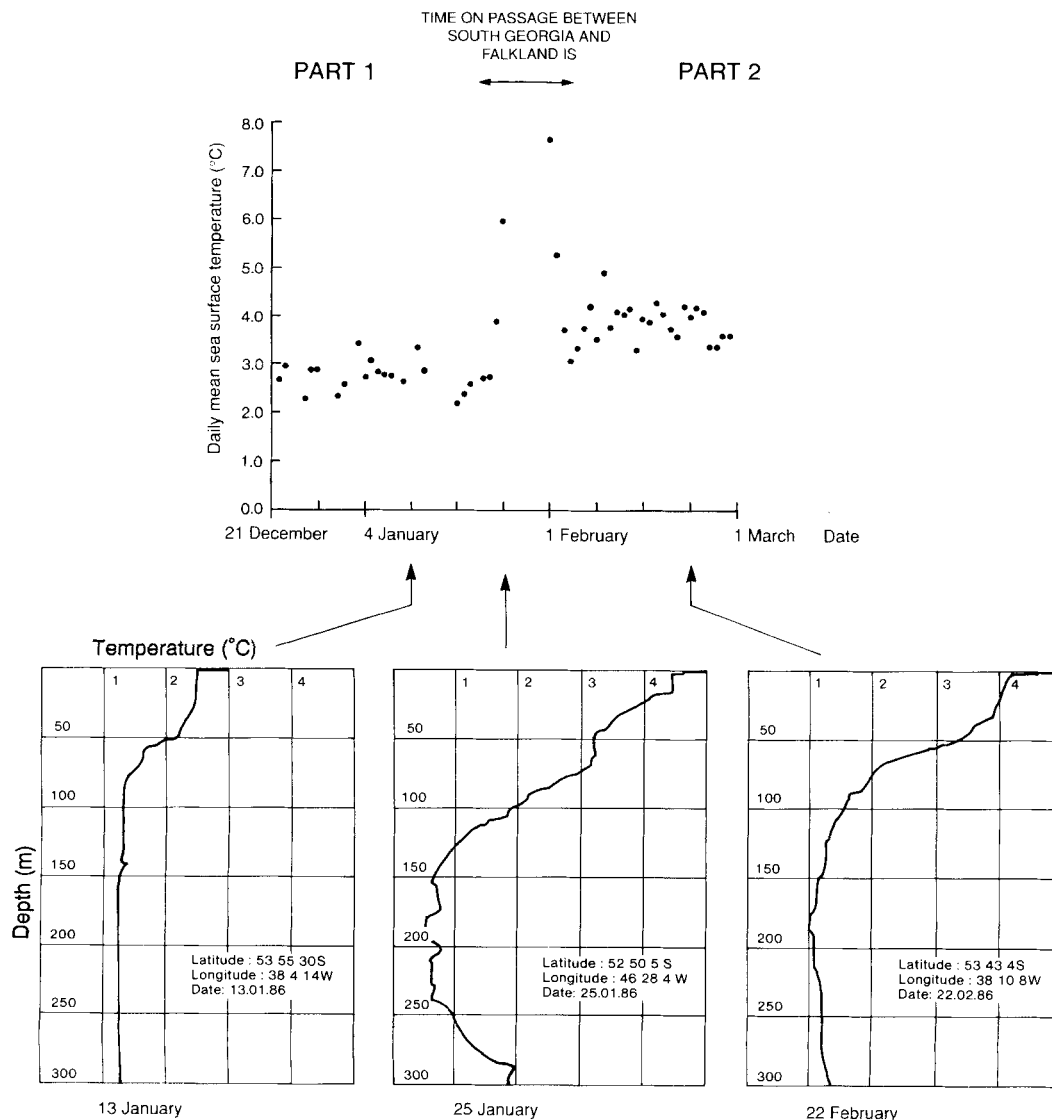 TIME ON PASSAGE BETWEEN
SOUTH GEORGIA AND
FALKLAND IS
PART 1
PART 2
Daily mean sea surface temperature (°C)
8.0
7.0
6.0
5.0
4.0
3.0
2.0
1.0
0.0
21 December 4 January 1 February 1 March Date
Temperature (°C)
Depth (m)
1 2 3 4
50
100
150
200
250
300
Latitude : 53 55 30S
Longitude : 38 4 14W
Date: 13.01.86
13 January
1 2 3 4
50
100
150
200
250
300
Latitude : 52 50 5 S
Longitude : 46 28 4 W
Date: 25.01.86
25 January
1 2 3 4
50
100
150
200
250
300
Latitude : 53 43 4S
Longitude : 38 10 8W
Date: 22.02.86
22 February